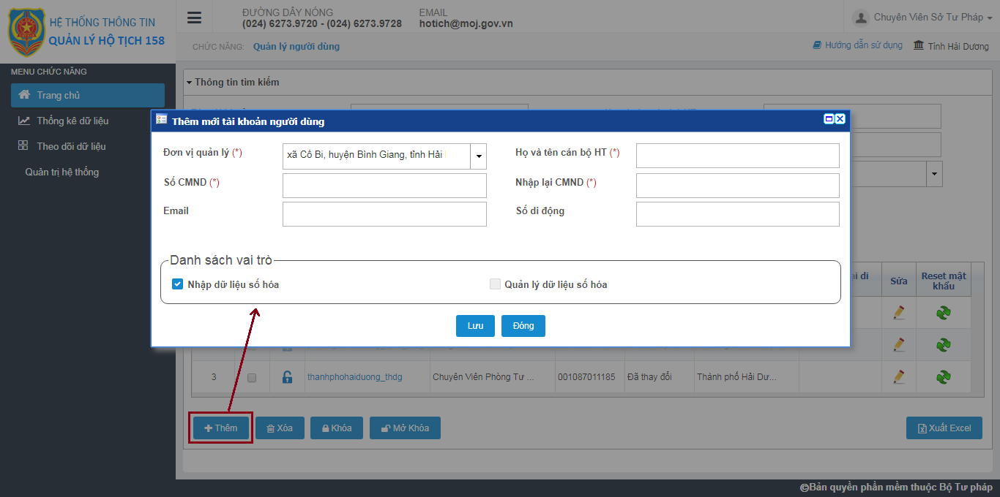 HỆ THỐNG THÔNG TIN
QUẢN LÝ HỘ TỊCH 158
ĐƯỜNG DÂY NÓNG
(024) 6273.9720 - (024) 6273.9728
EMAIL
hotich@moj.gov.vn
Chuyên Viên Sở Tư Pháp
CHỨC NĂNG: Quản lý người dùng
Hướng dẫn sử dụng
Tỉnh Hải Dương
MENU CHỨC NĂNG
Trang chủ
Thống kê dữ liệu
Theo dõi dữ liệu
Quản trị hệ thống
Thông tin tìm kiếm
Thêm mới tài khoản người dùng
Đơn vị quản lý (*)
xã Cổ Bì, huyện Bình Giang, tỉnh Hải
Họ và tên cán bộ HT (*)
Số CMND (*)
Nhập lại CMND (*)
Email
Số di động
Danh sách vai trò
Nhập dữ liệu số hóa
Quản lý dữ liệu số hóa
Lưu
Đóng
di
Sửa
Reset mật
khẩu
3
thanhphohaiduong_thdg
Chuyên Viên Phòng Tư ...
001087011185
Đã thay đổi
Thành phố Hải Dư...
Thêm
Xóa
Khóa
Mở Khóa
Xuất Excel
©Bản quyền phần mềm thuộc Bộ Tư pháp